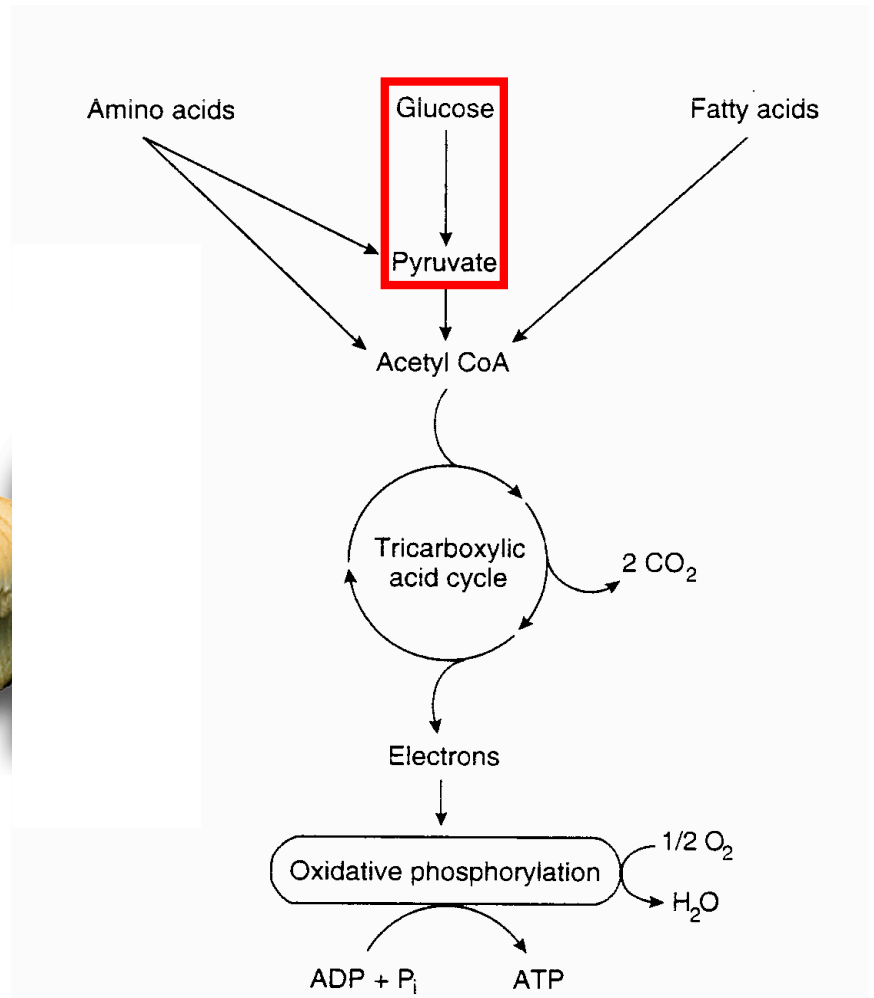 Amino acids
Glucose
Fatty acids
Pyruvate
Acetyl CoA
Tricarboxylic
acid cycle
2 CO₂
Electrons
1/2 O₂
Oxidative phosphorylation
H₂O
ADP + Pᵢ
ATP